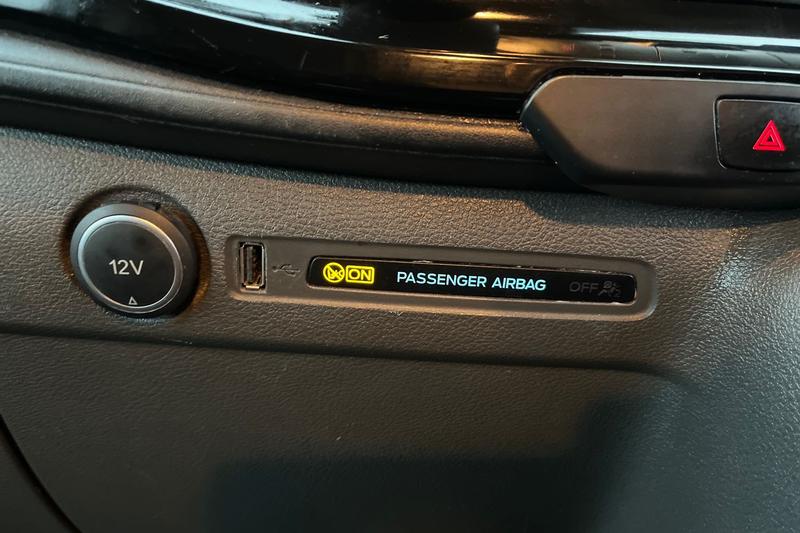 12V
ON PASSENGER AIRBAG OFF